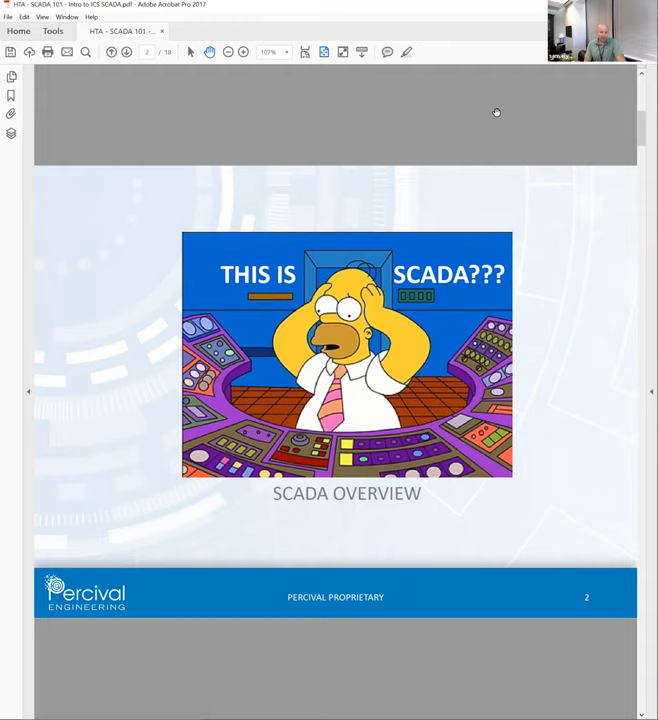 HTA - SCADA 101 - Intro to ICS SCADA.pdf - Adobe Acrobat Pro 2017
File Edit View Window Help
Home Tools HTA - SCADA 101 -... ×
2 / 18 107%
THIS IS SCADA???
SCADA OVERVIEW
Percival
ENGINEERING
PERCIVAL PROPRIETARY
2